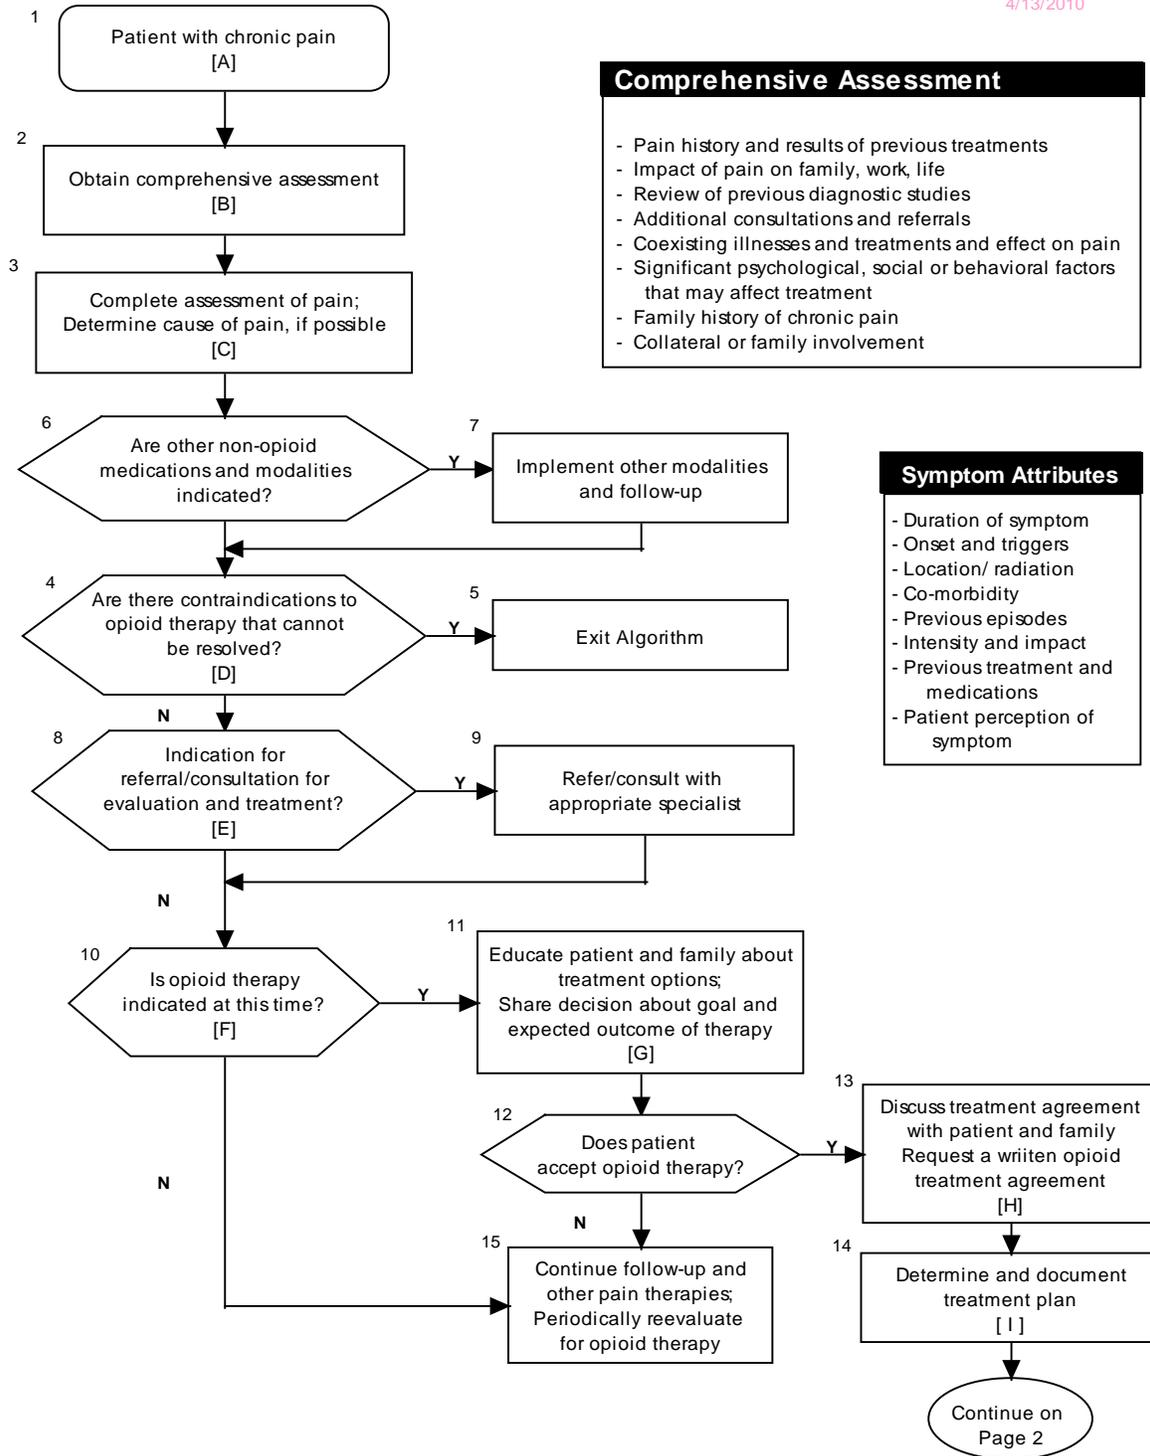 4/13/2010
1
Patient with chronic pain
[A]
Comprehensive Assessment
- Pain history and results of previous treatments
- Impact of pain on family, work, life
- Review of previous diagnostic studies
- Additional consultations and referrals
- Coexisting illnesses and treatments and effect on pain
- Significant psychological, social or behavioral factors
that may affect treatment
- Family history of chronic pain
- Collateral or family involvement
2
Obtain comprehensive assessment
[B]
3
Complete assessment of pain;
Determine cause of pain, if possible
[C]
6
Are other non-opioid
medications and modalities
indicated?
Y
7
Implement other modalities
and follow-up
Symptom Attributes
- Duration of symptom
- Onset and triggers
- Location/ radiation
- Co-morbidity
- Previous episodes
- Intensity and impact
- Previous treatment and
medications
- Patient perception of
symptom
4
Are there contraindications to
opioid therapy that cannot
be resolved?
[D]
Y
5
Exit Algorithm
N
8
Indication for
referral/consultation for
evaluation and treatment?
[E]
Y
9
Refer/consult with
appropriate specialist
N
10
Is opioid therapy
indicated at this time?
[F]
Y
11
Educate patient and family about
treatment options;
Share decision about goal and
expected outcome of therapy
[G]
12
Does patient
accept opioid therapy?
Y
13
Discuss treatment agreement
with patient and family
Request a wriiten opioid
treatment agreement
[H]
N
N
15
Continue follow-up and
other pain therapies;
Periodically reevaluate
for opioid therapy
14
Determine and document
treatment plan
[ I ]
Continue on
Page 2